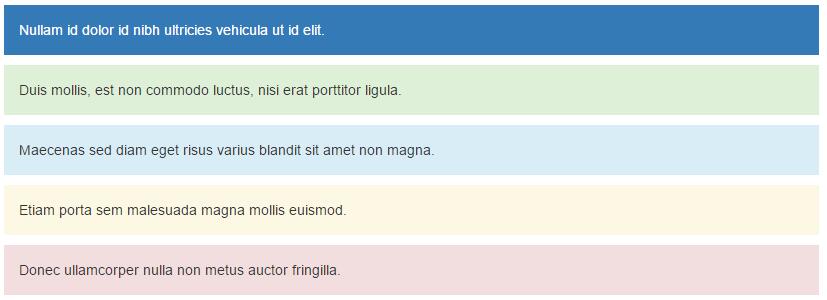 Nullam id dolor id nibh ultricies vehicula ut id elit.
Duis mollis, est non commodo luctus, nisi erat porttitor ligula.
Maecenas sed diam eget risus varius blandit sit amet non magna.
Etiam porta sem malesuada magna mollis euismod.
Donec ullamcorper nulla non metus auctor fringilla.